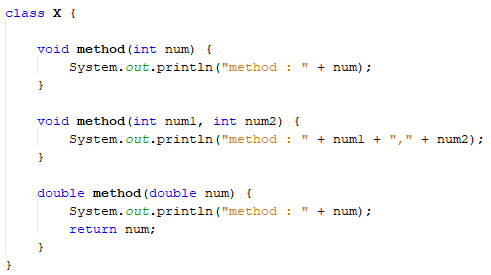 class X {
void method(int num) {
System.out.println("method : " + num);
}
void method(int num1, int num2) {
System.out.println("method : " + num1 + "," + num2);
}
double method(double num) {
System.out.println("method : " + num);
return num;
}
}